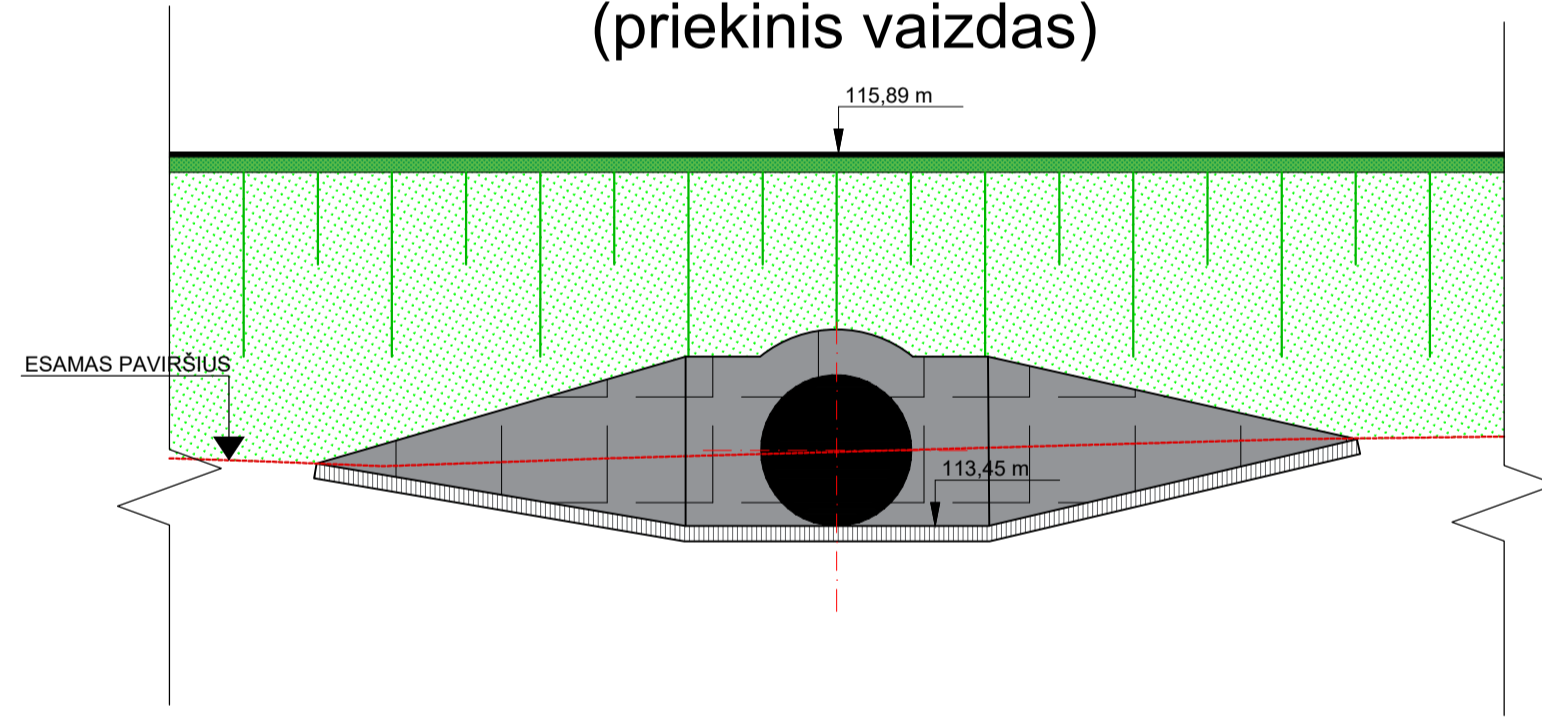 (priekinis vaizdas)
115,89 m
ESAMAS PAVIRŠIUS
113,45 m